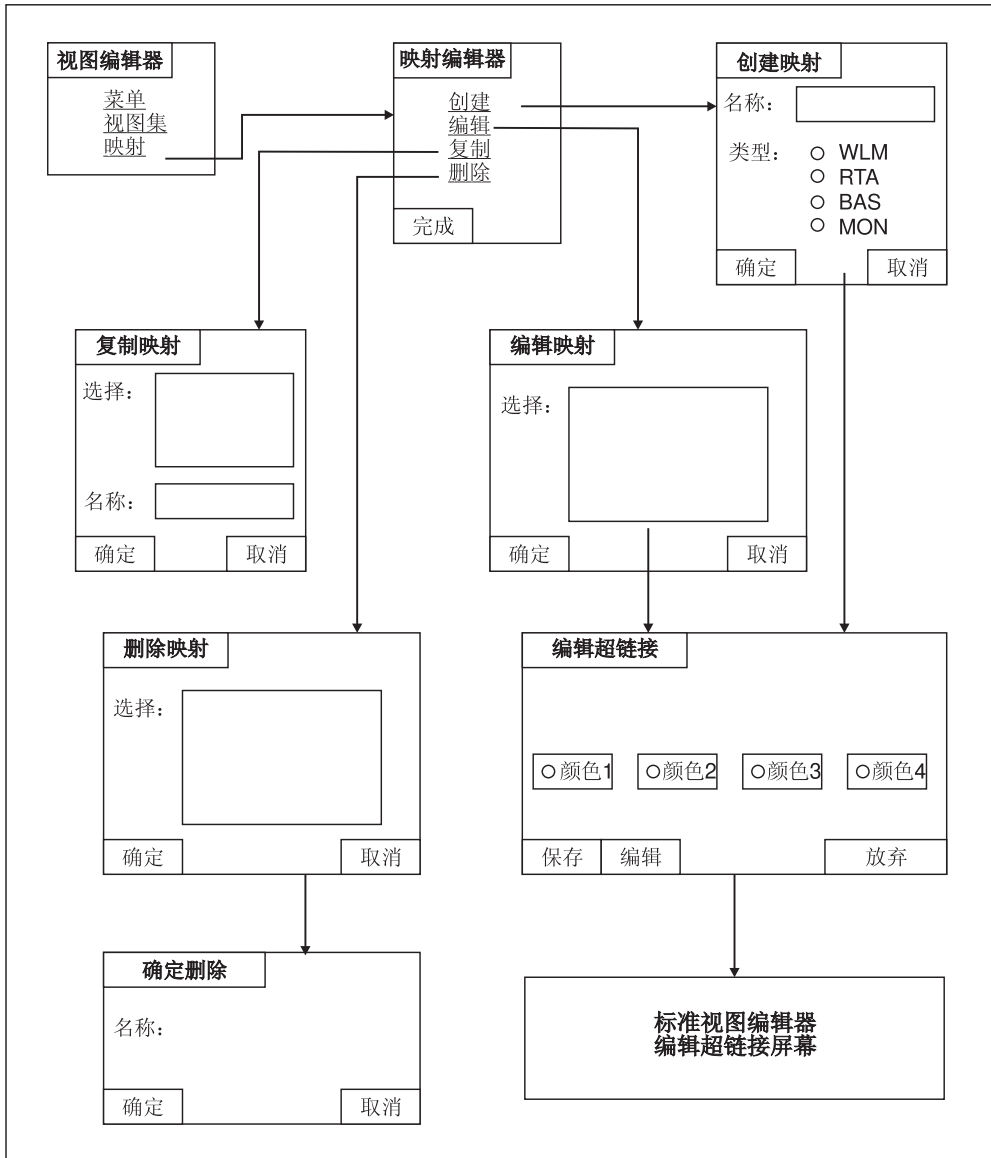 视图编辑器
菜单
视图集
映射
映射编辑器
创建
编辑
复制
删除
完成
创建映射
名称：
类型：
WLM
RTA
BAS
MON
确定
取消
复制映射
选择：
名称：
确定
取消
编辑映射
选择：
确定
取消
删除映射
选择：
确定
取消
编辑超链接
颜色1
颜色2
颜色3
颜色4
保存
编辑
放弃
确定删除
名称：
确定
取消
标准视图编辑器
编辑超链接屏幕